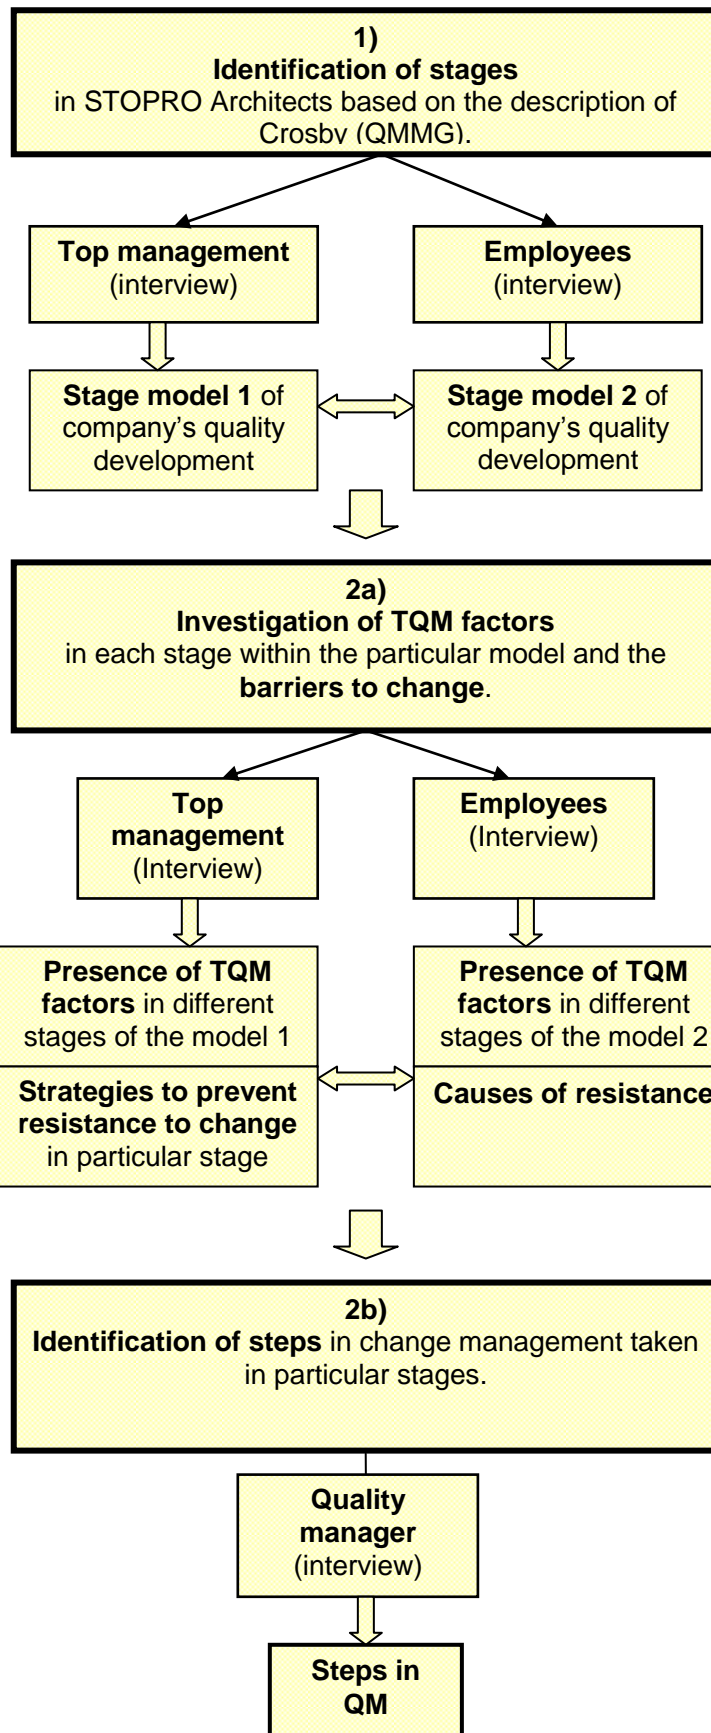 1)
Identification of stages
in STOPRO Architects based on the description of
Crosby (QMMG).
Top management
(interview)
Employees
(interview)
Stage model 1 of
company's quality
development
Stage model 2 of
company's quality
development
2a)
Investigation of TQM factors
in each stage within the particular model and the
barriers to change.
Top
management
(Interview)
Employees
(Interview)
Presence of TQM
factors in different
stages of the model 1
Presence of TQM
factors in different
stages of the model 2
Strategies to prevent
resistance to change
in particular stage
Causes of resistance
2b)
Identification of steps in change management taken
in particular stages.
Quality
manager
(interview)
Steps in
QM